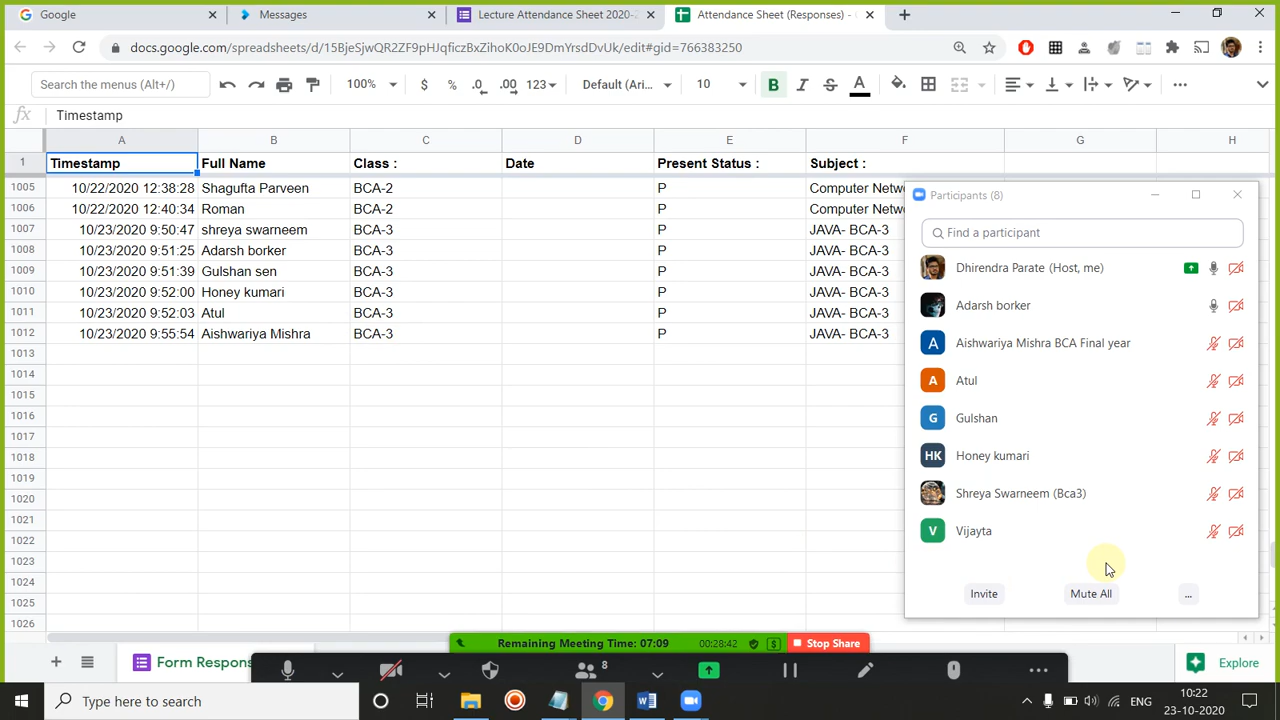 Google
Messages
Lecture Attendance Sheet 2020-2
Attendance Sheet (Responses) - G
docs.google.com/spreadsheets/d/15BjeSjwQR2ZF9pHJqficzBxZihoK0oJE9DmYrsdDvUk/edit#gid=766383250
Search the menus (Alt+/)
100%
$ % .0 .00 123
Default (Ari...
10
B I S A
fx Timestamp
A B C D E F G H
1 Timestamp Full Name Class : Date Present Status : Subject :
1005 10/22/2020 12:38:28 Shagufta Parveen BCA-2 P Computer Netw
1006 10/22/2020 12:40:34 Roman BCA-2 P Computer Netw
1007 10/23/2020 9:50:47 shreya swarneem BCA-3 P JAVA- BCA-3
1008 10/23/2020 9:51:25 Adarsh borker BCA-3 P JAVA- BCA-3
1009 10/23/2020 9:51:39 Gulshan sen BCA-3 P JAVA- BCA-3
1010 10/23/2020 9:52:00 Honey kumari BCA-3 P JAVA- BCA-3
1011 10/23/2020 9:52:03 Atul BCA-3 P JAVA- BCA-3
1012 10/23/2020 9:55:54 Aishwariya Mishra BCA-3 P JAVA- BCA-3
1013
1014
1015
1016
1017
1018
1019
1020
1021
1022
1023
1024
1025
1026
Participants (8)
Find a participant
Dhirendra Parate (Host, me)
Adarsh borker
A Aishwariya Mishra BCA Final year
A Atul
G Gulshan
HK Honey kumari
Shreya Swarneem (Bca3)
V Vijayta
Invite
Mute All
...
Remaining Meeting Time: 07:09
00:28:42
Stop Share
Form Respons
8
Explore
Type here to search
ENG
10:22
23-10-2020